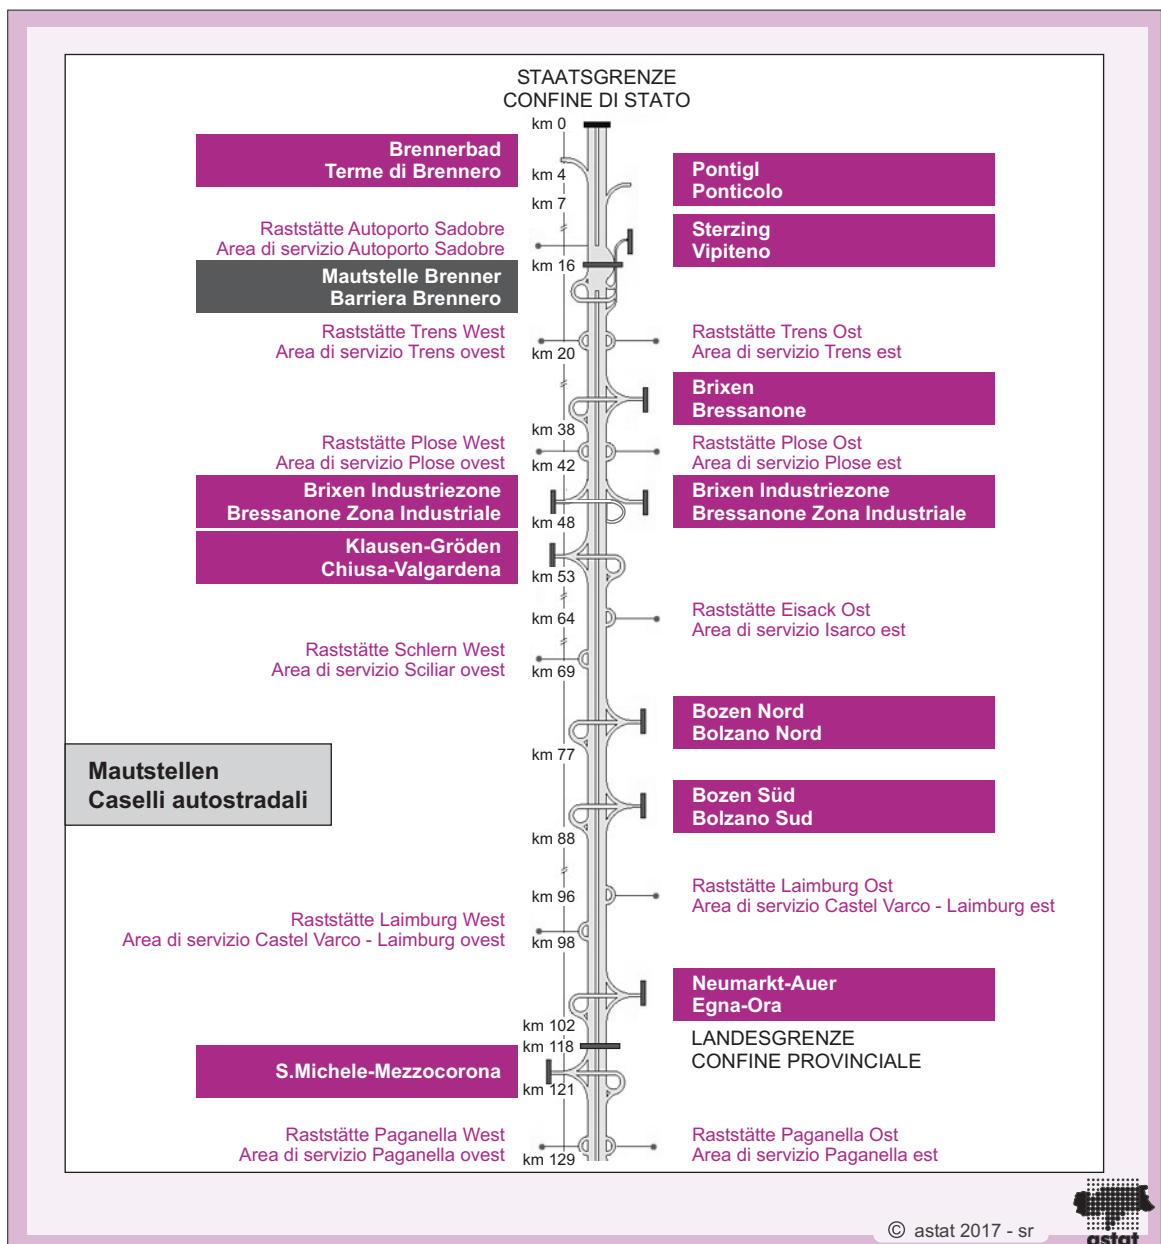 STAATSGRENZE
CONFINE DI STATO
km 0
Brennerbad
Terme di Brennero
km 4
Pontigl
Ponticolo
km 7
Raststätte Autoporto Sadobre
Area di servizio Autoporto Sadobre
Sterzing
Vipiteno
km 16
Mautstelle Brenner
Barriera Brennero
Raststätte Trens West
Area di servizio Trens ovest
km 20
Raststätte Trens Ost
Area di servizio Trens est
Brixen
Bressanone
km 38
Raststätte Plose West
Area di servizio Plose ovest
km 42
Raststätte Plose Ost
Area di servizio Plose est
Brixen Industriezone
Bressanone Zona Industriale
km 48
Brixen Industriezone
Bressanone Zona Industriale
Klausen-Gröden
Chiusa-Valgardena
km 53
km 64
Raststätte Eisack Ost
Area di servizio Isarco est
Raststätte Schlern West
Area di servizio Sciliar ovest
km 69
Bozen Nord
Bolzano Nord
km 77
Mautstellen
Caselli autostradali
Bozen Süd
Bolzano Sud
km 88
km 96
Raststätte Laimburg Ost
Area di servizio Castel Varco - Laimburg est
Raststätte Laimburg West
Area di servizio Castel Varco - Laimburg ovest
km 98
Neumarkt-Auer
Egna-Ora
km 102
km 118
LANDESGRENZE
CONFINE PROVINCIALE
S.Michele-Mezzocorona
km 121
Raststätte Paganella West
Area di servizio Paganella ovest
km 129
Raststätte Paganella Ost
Area di servizio Paganella est
© astat 2017 - sr
astat